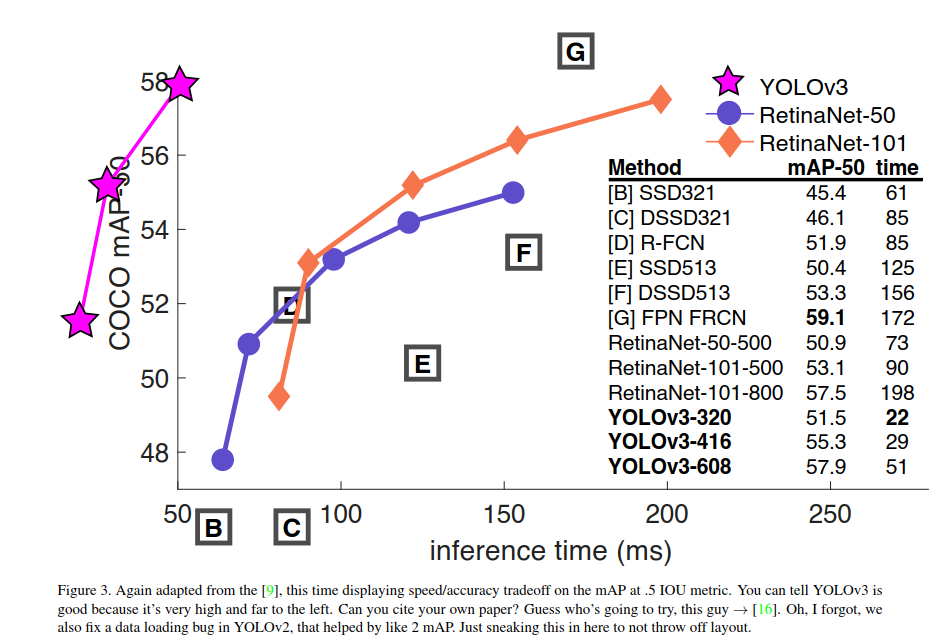 G
58
56
54
52
50
48
COCO mAP-50
D
F
E
B
C
50
100
150
200
250
inference time (ms)
YOLOv3
RetinaNet-50
RetinaNet-101
Method mAP-50 time
[B] SSD321 45.4 61
[C] DSSD321 46.1 85
[D] R-FCN 51.9 85
[E] SSD513 50.4 125
[F] DSSD513 53.3 156
[G] FPN FRCN 59.1 172
RetinaNet-50-500 50.9 73
RetinaNet-101-500 53.1 90
RetinaNet-101-800 57.5 198
YOLOv3-320 51.5 22
YOLOv3-416 55.3 29
YOLOv3-608 57.9 51
Figure 3. Again adapted from the [9], this time displaying speed/accuracy tradeoff on the mAP at .5 IOU metric. You can tell YOLOv3 is
good because it's very high and far to the left. Can you cite your own paper? Guess who's going to try, this guy → [16]. Oh, I forgot, we
also fix a data loading bug in YOLOv2, that helped by like 2 mAP. Just sneaking this in here to not throw off layout.